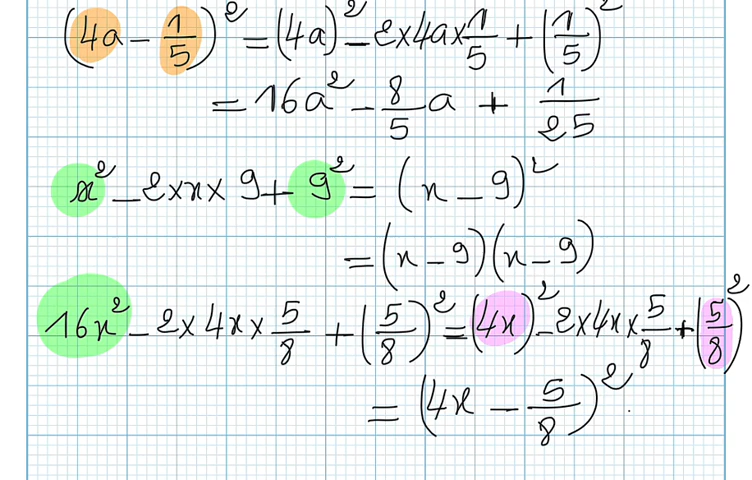 (4a - 1/5)² = (4a)² - 2×4a×1/5 + (1/5)²
= 16a² - 8/5 a + 1/25
x² - 2×x×9 + 9² = (x - 9)²
= (x - 9)(x - 9)
16x² - 2×4x×5/8 + (5/8)² = (4x)² - 2×4x×5/8 + (5/8)²
= (4x - 5/8)².